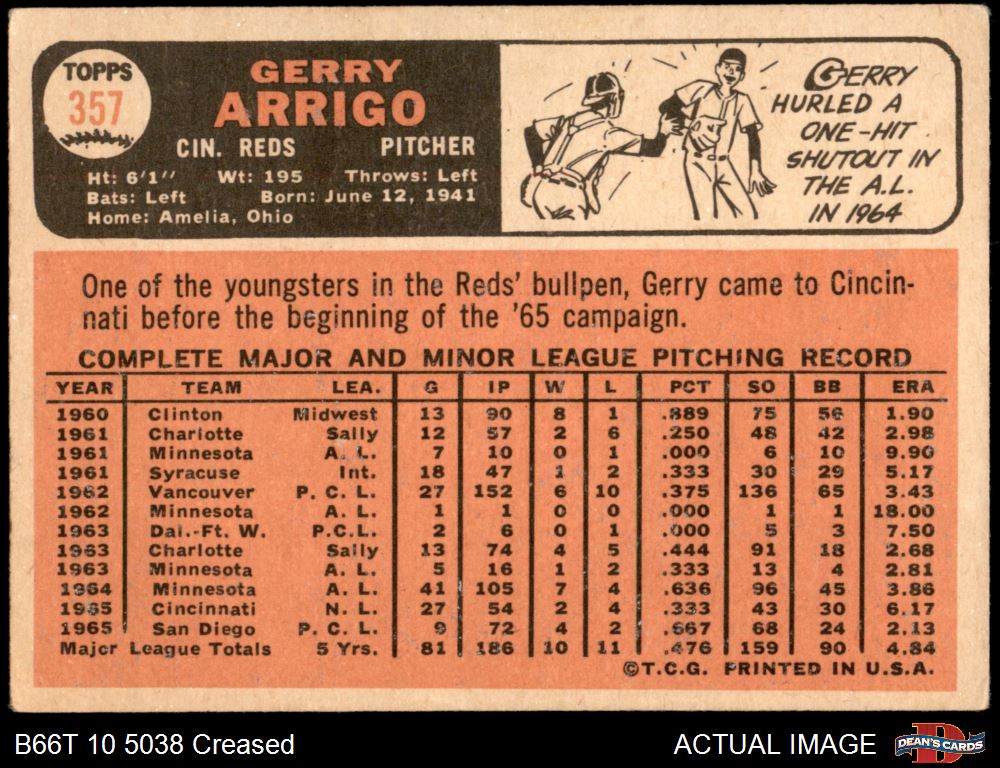 TOPPS
357
GERRY
ARRIGO
CIN. REDS PITCHER
Ht: 6'1" Wt: 195 Throws: Left
Bats: Left Born: June 12, 1941
Home: Amelia, Ohio
GERRY
HURLED A
ONE-HIT
SHUTOUT IN
THE A.L.
IN 1964
One of the youngsters in the Reds' bullpen, Gerry came to Cincin-
nati before the beginning of the '65 campaign.
COMPLETE MAJOR AND MINOR LEAGUE PITCHING RECORD
YEAR TEAM LEA. G IP W L PCT SO BB ERA
1960 Clinton Midwest 13 90 8 1 .889 75 56 1.90
1961 Charlotte Sally 12 57 2 6 .250 48 42 2.98
1961 Minnesota A. L. 7 10 0 1 .000 6 10 9.90
1961 Syracuse Int. 18 47 1 2 .333 30 29 5.17
1962 Vancouver P. C. L. 27 152 6 10 .375 136 65 3.43
1962 Minnesota A. L. 1 1 0 0 .000 1 1 18.00
1963 Dal.-Ft. W. P.C.L. 2 6 0 1 .000 5 3 7.50
1963 Charlotte Sally 13 74 4 5 .444 91 18 2.68
1963 Minnesota A. L. 5 16 1 2 .333 13 4 2.81
1964 Minnesota A. L. 41 105 7 4 .636 96 45 3.86
1965 Cincinnati N. L. 27 54 2 4 .333 43 30 6.17
1965 San Diego P. C. L. 9 72 4 2 .667 68 24 2.13
Major League Totals 5 Yrs. 81 186 10 11 .476 159 90 4.84
©T.C.G. PRINTED IN U.S.A.
B66T 10 5038 Creased ACTUAL IMAGE
DEAN'S CARDS